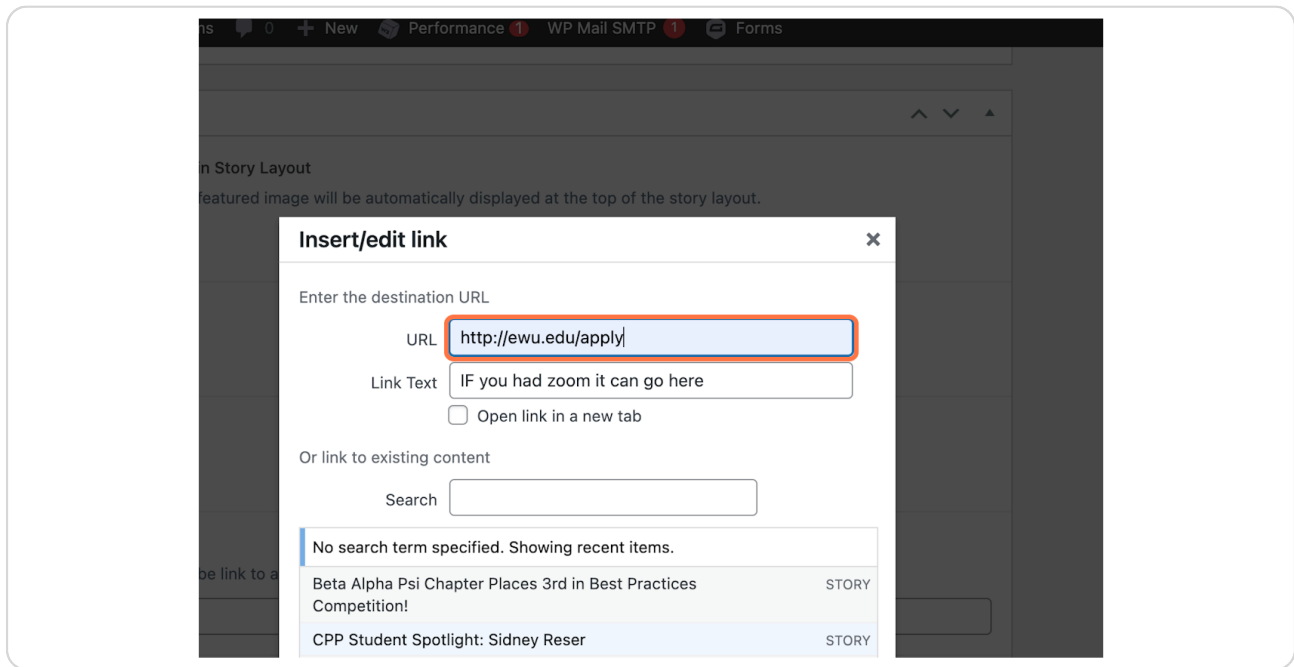 ns 0 New Performance 1 WP Mail SMTP 1 Forms
in Story Layout
featured image will be automatically displayed at the top of the story layout.
Insert/edit link
Enter the destination URL
URL http://ewu.edu/apply
Link Text IF you had zoom it can go here
Open link in a new tab
Or link to existing content
Search
No search term specified. Showing recent items.
be link to a
Beta Alpha Psi Chapter Places 3rd in Best Practices STORY
Competition!
CPP Student Spotlight: Sidney Reser STORY